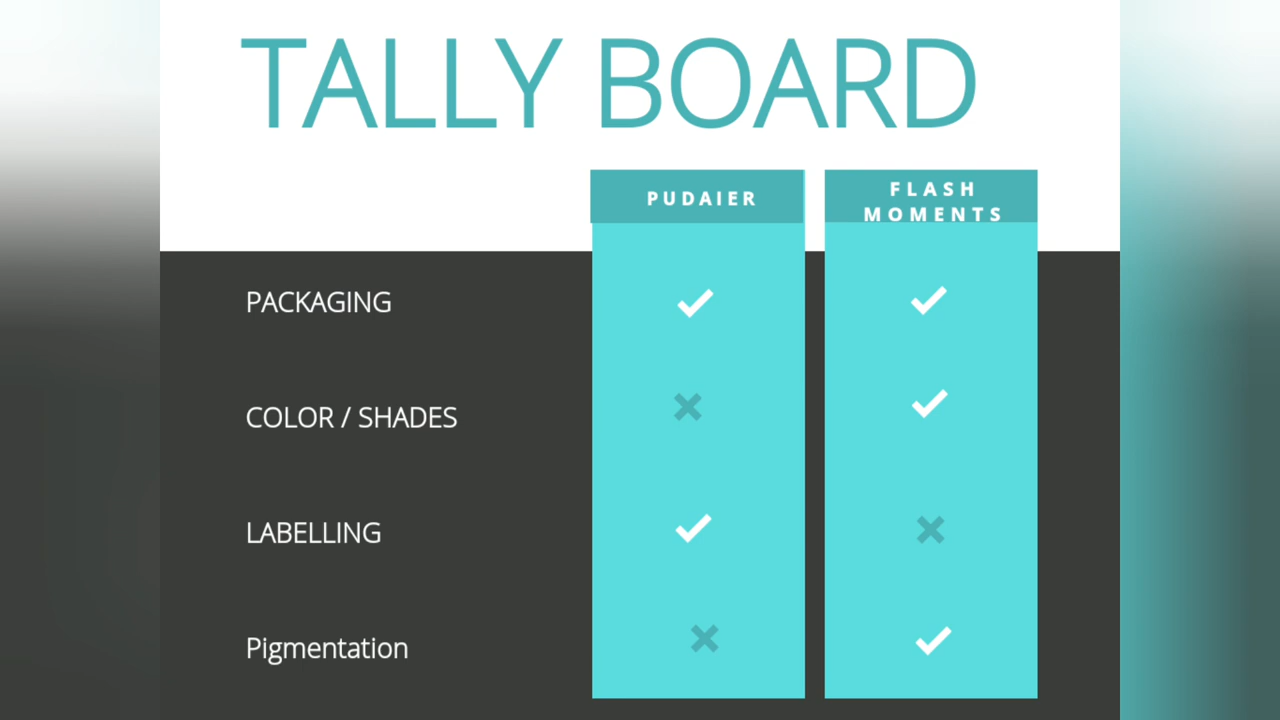 TALLY BOARD
PUDAIER
FLASH
MOMENTS
PACKAGING
COLOR / SHADES
LABELLING
Pigmentation